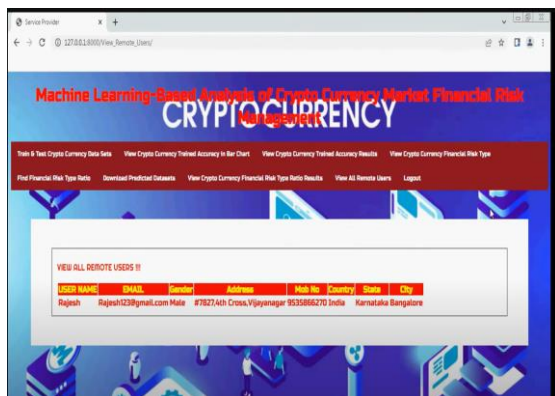 Service Provider
127.0.0.1:8000/View_Remote_Users/
Machine Learning-Based Analysis of Crypto Currency Market Financial Risk
Management
CRYPTOCURRENCY
Train & Test Crypto Currency Data Sets View Crypto Currency Trained Accuracy in Bar Chart View Crypto Currency Trained Accuracy Results View Crypto Currency Financial Risk Type
Find Financial Risk Type Ratio Download Predicted Datasets View Crypto Currency Financial Risk Type Ratio Results View All Remote Users Logout
VIEW ALL REMOTE USERS !!!
USER NAME EMAIL Gender Address Mob No Country State City
Rajesh Rajesh123@gmail.com Male #7827,4th Cross,Vijayanagar 9535866270 India Karnataka Bangalore